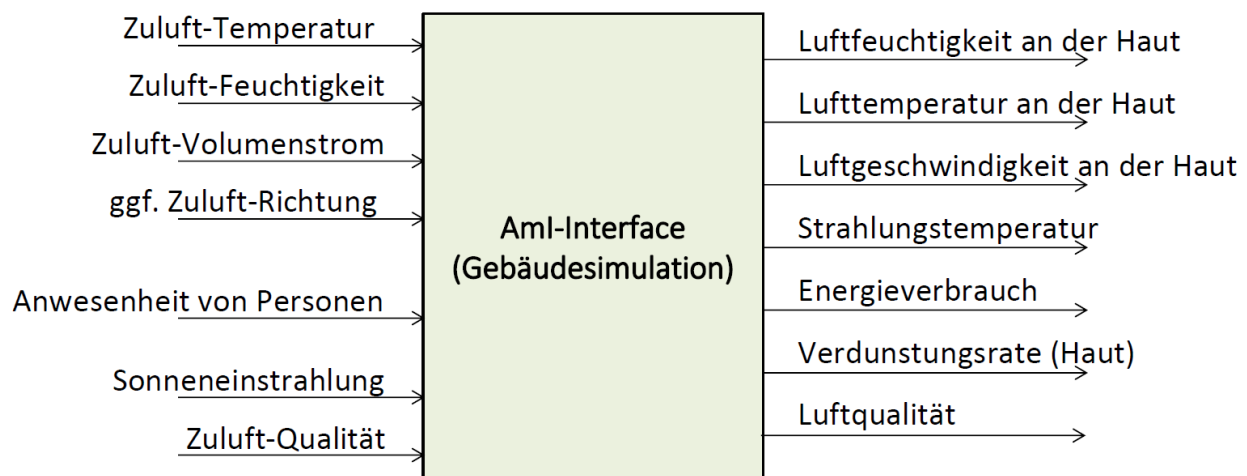 Zuluft-Temperatur
Zuluft-Feuchtigkeit
Zuluft-Volumenstrom
ggf. Zuluft-Richtung
Anwesenheit von Personen
Sonneneinstrahlung
Zuluft-Qualität
AmI-Interface
(Gebäudesimulation)
Luftfeuchtigkeit an der Haut
Lufttemperatur an der Haut
Luftgeschwindigkeit an der Haut
Strahlungstemperatur
Energieverbrauch
Verdunstungsrate (Haut)
Luftqualität